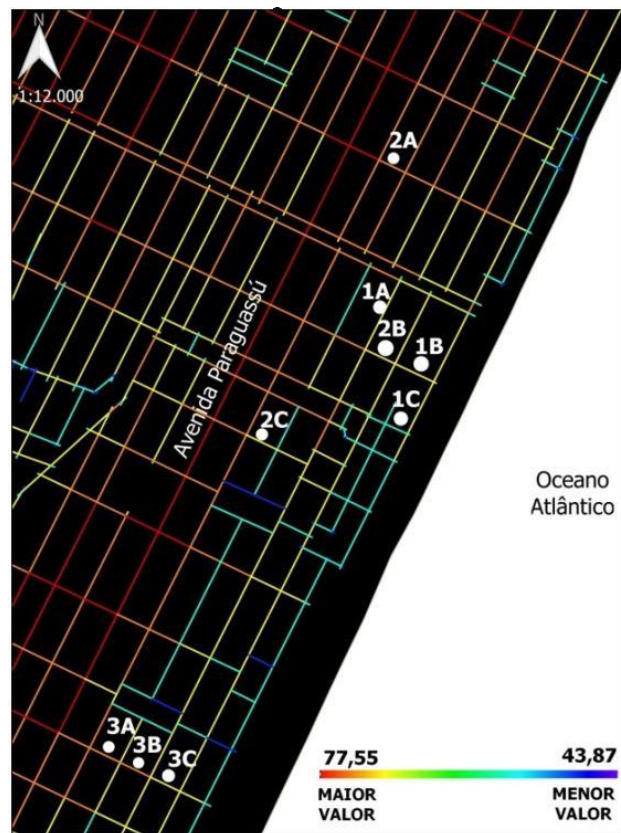 N
1:12.000
2A
1A
2B
1B
1C
Avenida Paraguassú
2C
Oceano
Atlântico
3A
3B
3C
77,55
43,87
MAIOR
VALOR
MENOR
VALOR